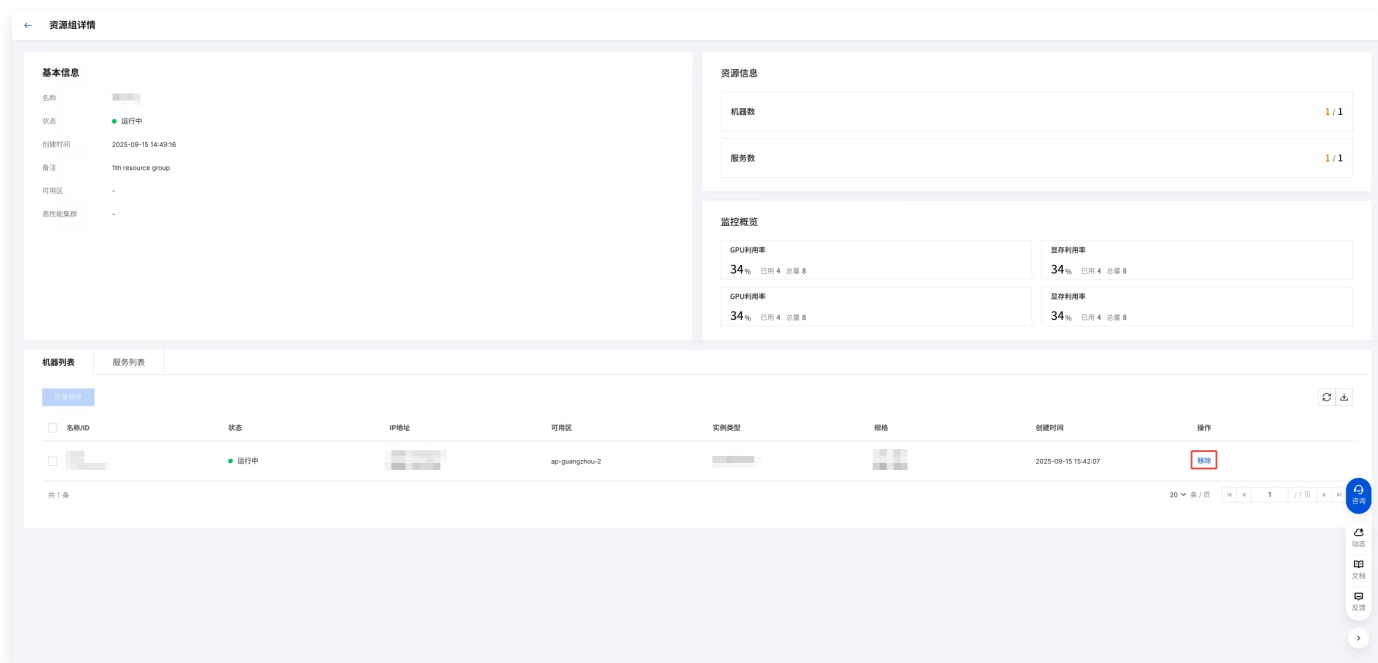 资源组详情
基本信息
名称
状态 运行中
创建时间 2025-09-15 14:49:16
备注 1th resource group
可用区 -
高性能集群 -
资源信息
机器数 1 / 1
服务数 1 / 1
监控概览
GPU利用率 显存利用率
34% 已用 4 总量 8 34% 已用 4 总量 8
GPU利用率 显存利用率
34% 已用 4 总量 8 34% 已用 4 总量 8
机器列表 服务列表
名称/ID 状态 IP地址 可用区 实例类型 规格 创建时间 操作
运行中 ap-guangzhou-2 2025-09-15 15:42:07 移除
共 1 条 20 条 / 页 1 / 1 页
咨询
动态
文档
反馈